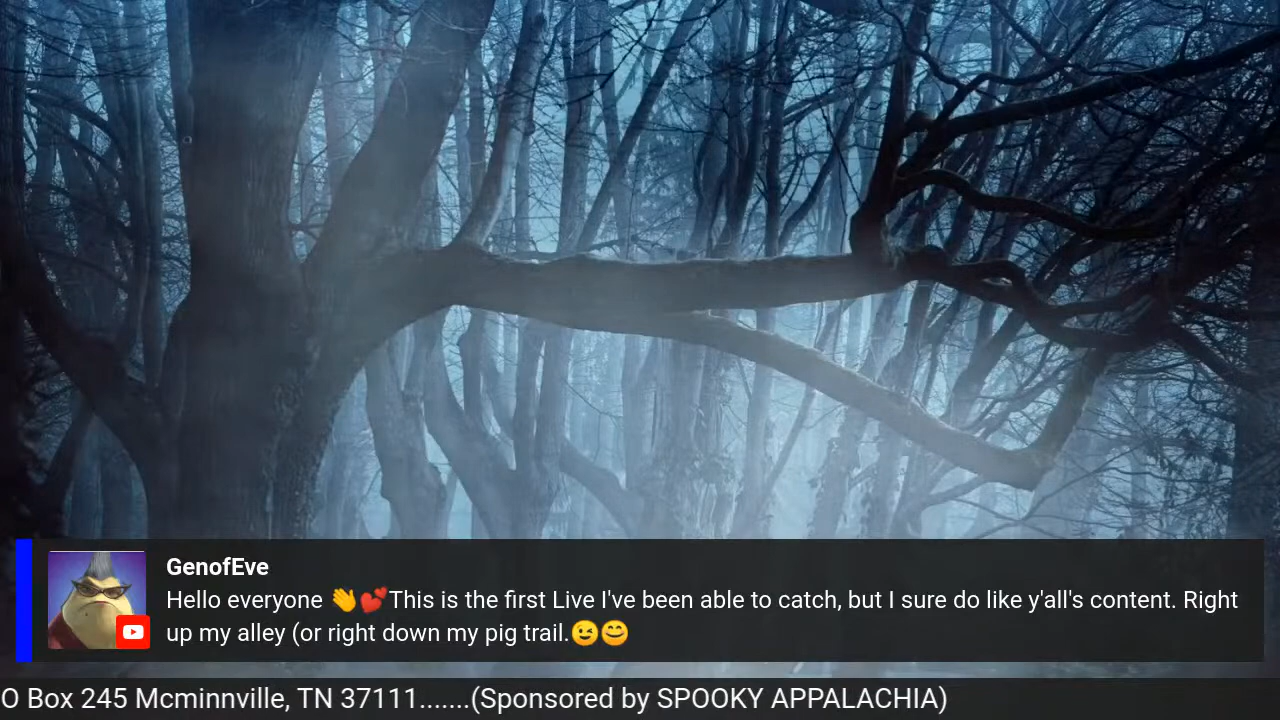 GenofEve
Hello everyone 👋💕This is the first Live I've been able to catch, but I sure do like y'all's content. Right
up my alley (or right down my pig trail.😉😊
O Box 245 Mcminnville, TN 37111.......(Sponsored by SPOOKY APPALACHIA)